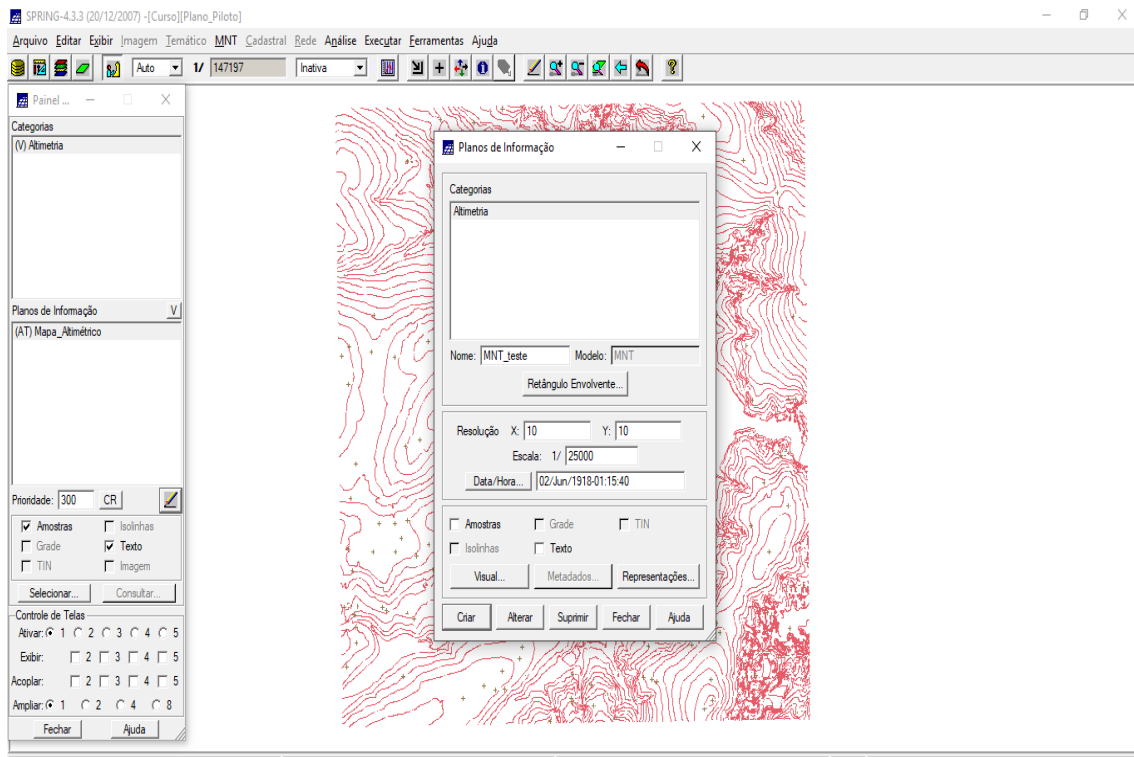 SPRING-4.3.3 (20/12/2007) -[Curso][Plano_Piloto]
Arquivo Editar Exibir Imagem Temático MNT Cadastral Rede Análise Executar Ferramentas Ajuda
Auto 1/ 147197 Inativa
Painel ...
Categorias
(V) Altimetria
Planos de Informação V
(AT) Mapa_Altimétrico
Prioridade: 300 CR
Amostras Isolinhas
Grade Texto
TIN Imagem
Selecionar... Consultar...
Controle de Telas
Ativar: 1 2 3 4 5
Exibir: 2 3 4 5
Acoplar: 2 3 4 5
Ampliar: 1 2 4 8
Fechar Ajuda
Planos de Informação
Categorias
Altimetria
Nome: MNT_teste Modelo: MNT
Retângulo Envolvente...
Resolução X: 10 Y: 10
Escala: 1/ 25000
Data/Hora... 02/Jun/1918-01:15:40
Amostras Grade TIN
Isolinhas Texto
Visual... Metadados... Representações...
Criar Alterar Suprimir Fechar Ajuda